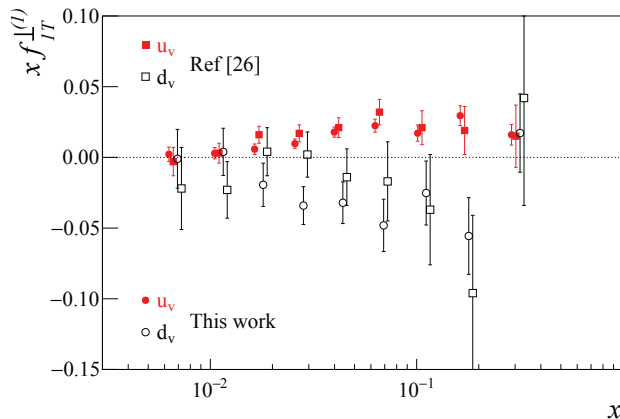 x f_{1T}^{⊥(1)}
0.10
0.05
0.00
−0.05
−0.10
−0.15
u_v
d_v
Ref [26]
u_v
d_v
This work
10^{−2}
10^{−1}
x